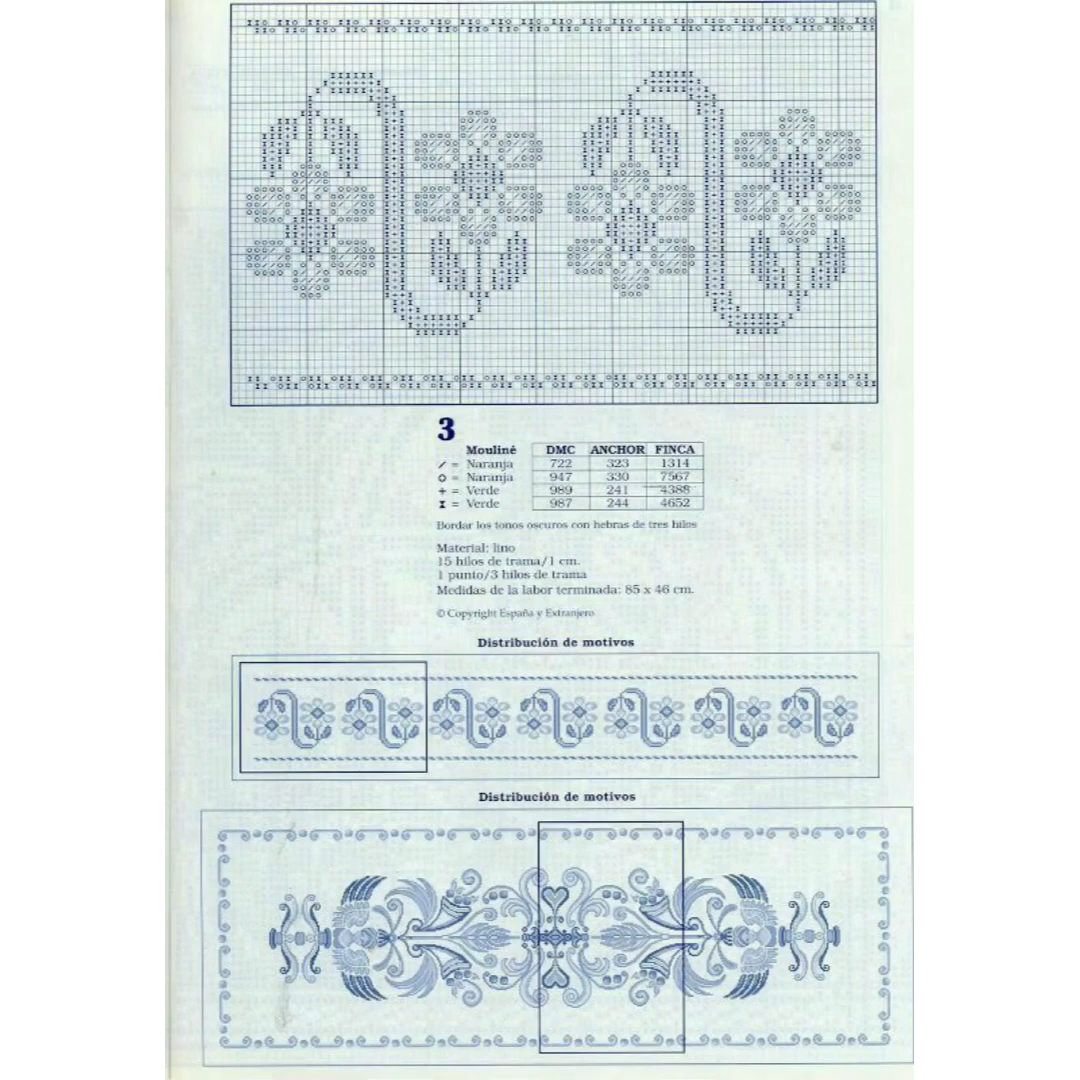 3
Mouliné DMC ANCHOR FINCA
/ = Naranja 722 323 1314
o = Naranja 947 330 7567
+ = Verde 989 241 4388
I = Verde 987 244 4652
Bordar los tonos oscuros con hebras de tres hilos
Material: lino
15 hilos de trama/1 cm.
1 punto/3 hilos de trama
Medidas de la labor terminada: 85 x 46 cm.
© Copyright España y Extranjero
Distribución de motivos
Distribución de motivos